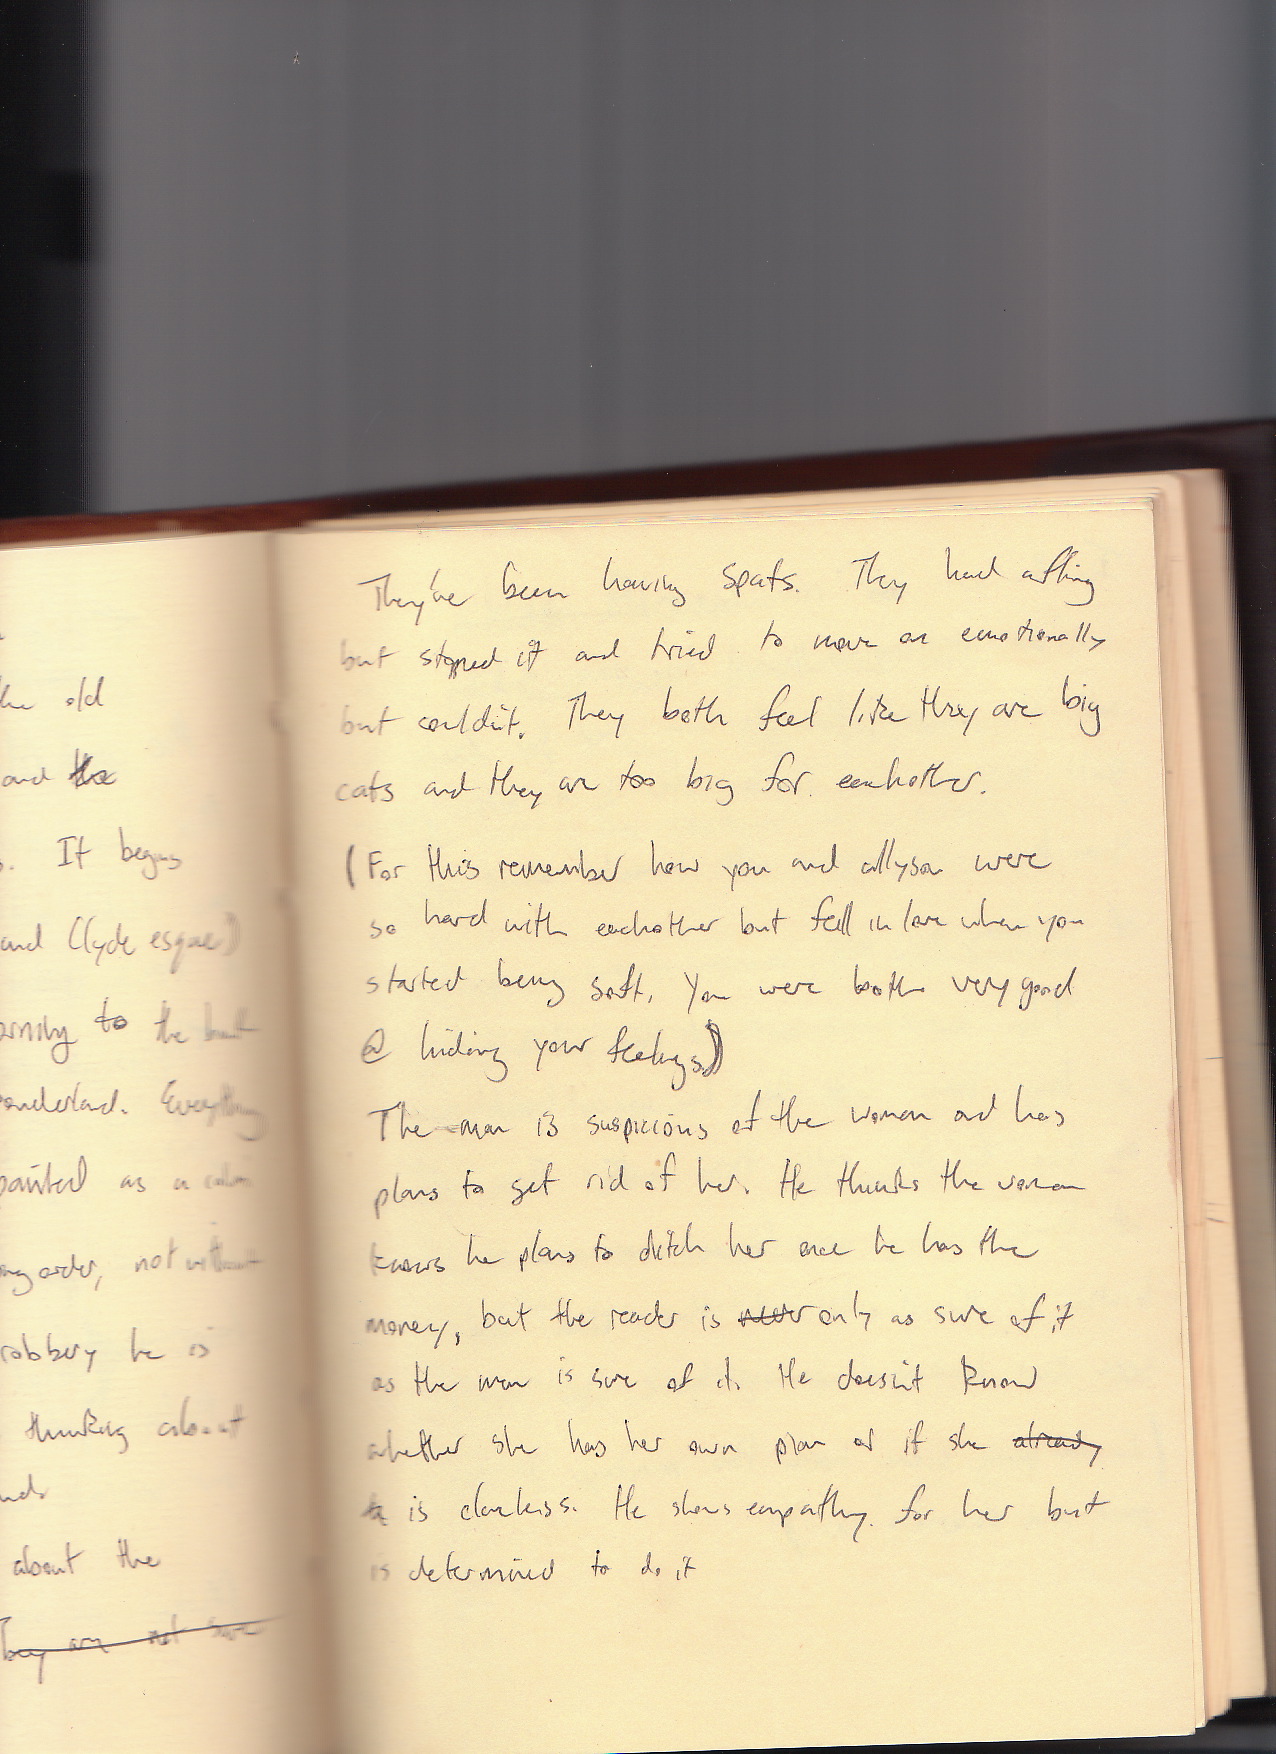 the old
and the
. It begins
and Clyde esque)
to the but
wonderland. Everything
painted as a
order, not without
robbery he is
thinking about
about the
They are not sure
They've been having spats. They had a fling
but stopped it and tried to move on emotionally
but couldn't. They both feel like they are big
cats and they are too big for eachother.
(For this remember how you and allyson were
so hard with eachother but fell in love when you
started being soft. You were both very good
@ hiding your feelings.)
The man is suspicious of the woman and has
plans to get rid of her. He thinks the woman
knows he plans to ditch her once he has the
money, but the reader is never only as sure of it
as the man is sure of it. He doesn't know
whether she has her own plan or if she already
is clueless. He shows empathy for her but
is determined to do it